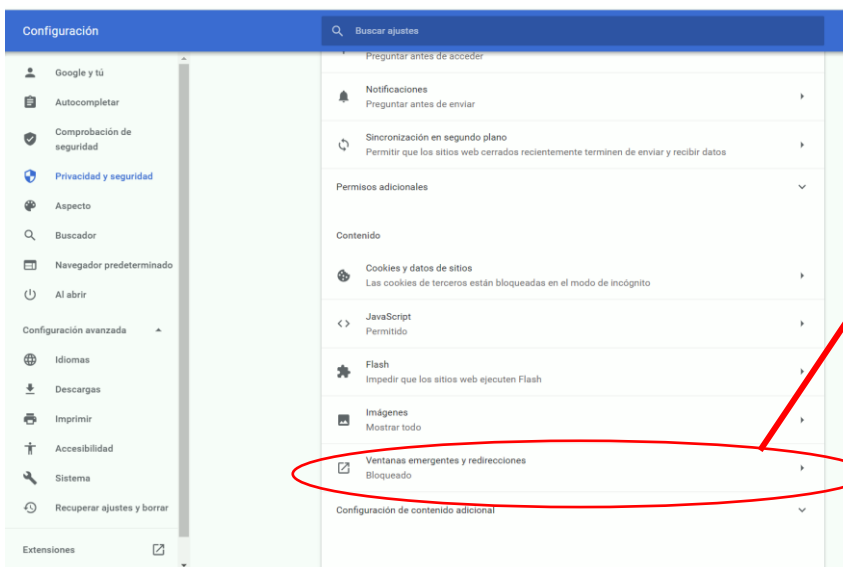 Configuración
Buscar ajustes
Google y tú
Autocompletar
Comprobación de
seguridad
Privacidad y seguridad
Aspecto
Buscador
Navegador predeterminado
Al abrir
Configuración avanzada
Idiomas
Descargas
Imprimir
Accesibilidad
Sistema
Recuperar ajustes y borrar
Extensiones
Preguntar antes de acceder
Notificaciones
Preguntar antes de enviar
Sincronización en segundo plano
Permitir que los sitios web cerrados recientemente terminen de enviar y recibir datos
Permisos adicionales
Contenido
Cookies y datos de sitios
Las cookies de terceros están bloqueadas en el modo de incógnito
JavaScript
Permitido
Flash
Impedir que los sitios web ejecuten Flash
Imágenes
Mostrar todo
Ventanas emergentes y redirecciones
Bloqueado
Configuración de contenido adicional